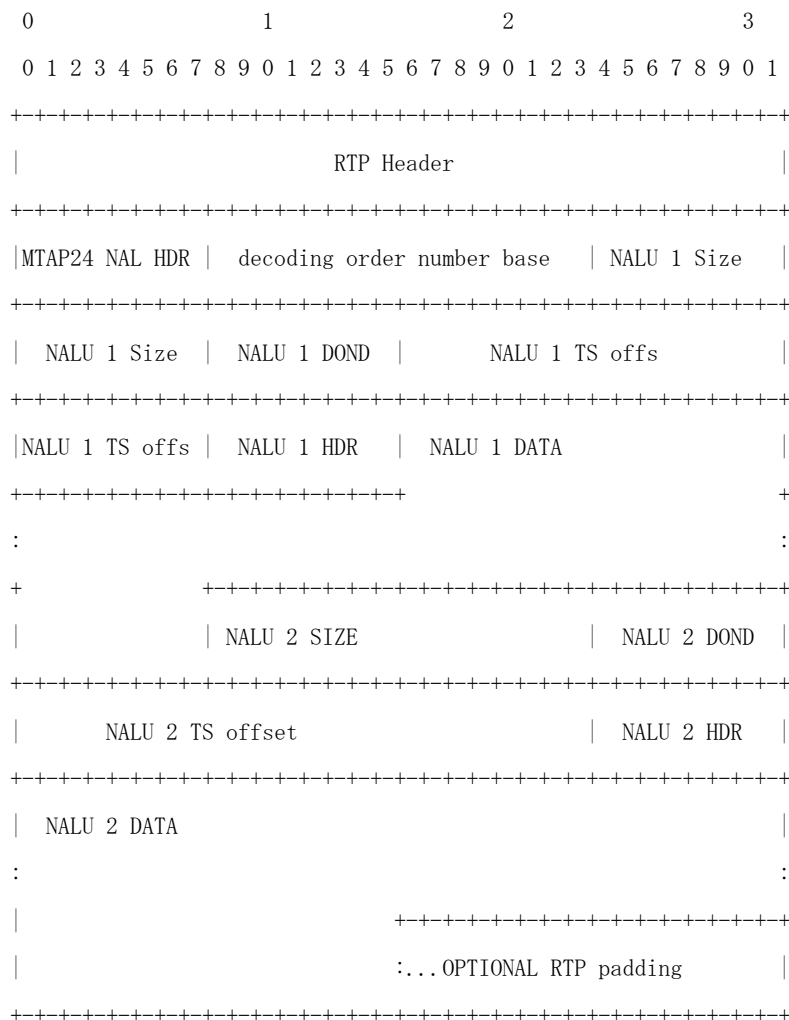 0                   1                   2                   3
0 1 2 3 4 5 6 7 8 9 0 1 2 3 4 5 6 7 8 9 0 1 2 3 4 5 6 7 8 9 0 1
+-+-+-+-+-+-+-+-+-+-+-+-+-+-+-+-+-+-+-+-+-+-+-+-+-+-+-+-+-+-+-+-+
|                          RTP Header                           |
+-+-+-+-+-+-+-+-+-+-+-+-+-+-+-+-+-+-+-+-+-+-+-+-+-+-+-+-+-+-+-+-+
|MTAP24 NAL HDR |  decoding order number base   | NALU 1 Size   |
+-+-+-+-+-+-+-+-+-+-+-+-+-+-+-+-+-+-+-+-+-+-+-+-+-+-+-+-+-+-+-+-+
|  NALU 1 Size  |  NALU 1 DOND  |       NALU 1 TS offs          |
+-+-+-+-+-+-+-+-+-+-+-+-+-+-+-+-+-+-+-+-+-+-+-+-+-+-+-+-+-+-+-+-+
|NALU 1 TS offs |  NALU 1 HDR   |  NALU 1 DATA                  |
+-+-+-+-+-+-+-+-+-+-+-+-+-+-+-+-+                               +
:                                                               :
+               +-+-+-+-+-+-+-+-+-+-+-+-+-+-+-+-+-+-+-+-+-+-+-+-+
|               | NALU 2 SIZE                   |  NALU 2 DOND  |
+-+-+-+-+-+-+-+-+-+-+-+-+-+-+-+-+-+-+-+-+-+-+-+-+-+-+-+-+-+-+-+-+
|       NALU 2 TS offset                        |  NALU 2 HDR   |
+-+-+-+-+-+-+-+-+-+-+-+-+-+-+-+-+-+-+-+-+-+-+-+-+-+-+-+-+-+-+-+-+
|  NALU 2 DATA                                                  |
:                                                               :
|                               +-+-+-+-+-+-+-+-+-+-+-+-+-+-+-+-+
|                               :...OPTIONAL RTP padding        |
+-+-+-+-+-+-+-+-+-+-+-+-+-+-+-+-+-+-+-+-+-+-+-+-+-+-+-+-+-+-+-+-+